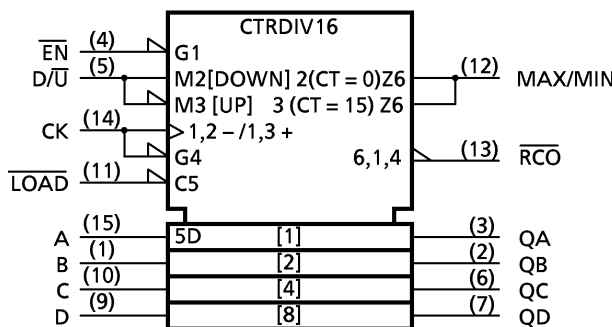 CTRDIV16
EN (4) G1
D/U (5) M2 [DOWN] 2(CT = 0)Z6 (12) MAX/MIN
M3 [UP] 3 (CT = 15) Z6
CK (14) 1,2 – /1,3 +
G4 6,1,4 (13) RCO
LOAD (11) C5
A (15) 5D [1] (3) QA
B (1) [2] (2) QB
C (10) [4] (6) QC
D (9) [8] (7) QD